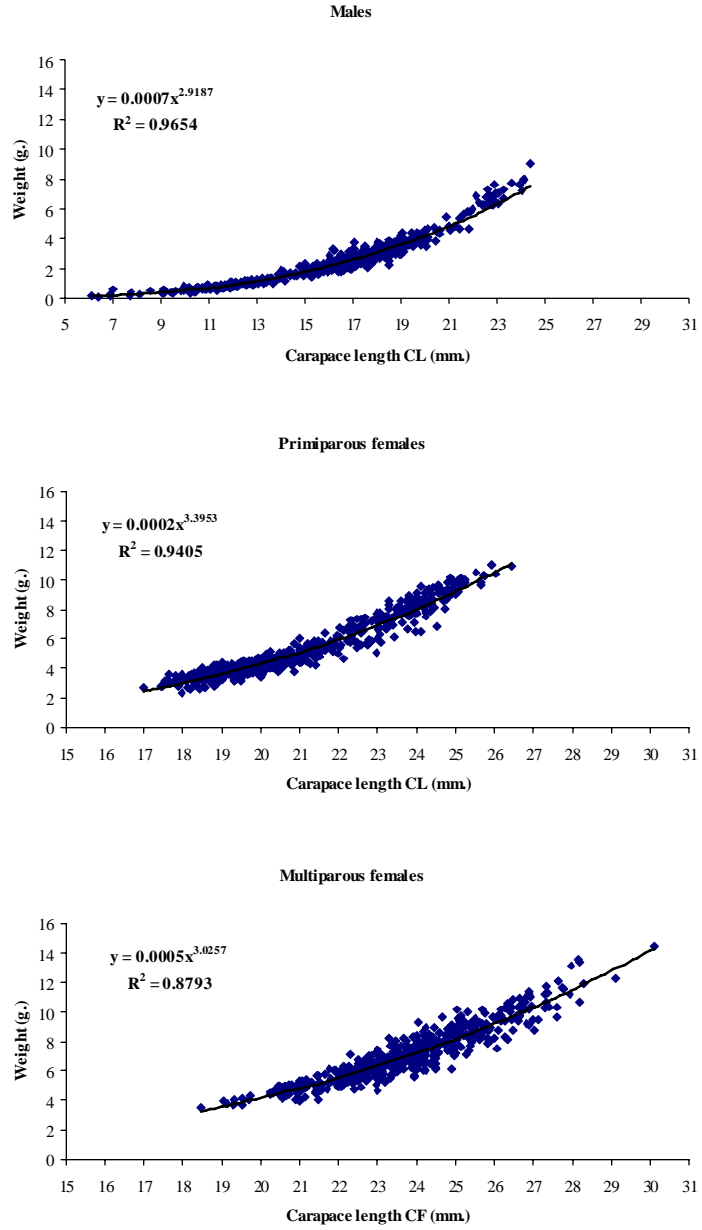 Males
16
14
12
10
8
6
4
2
0
Weight (g.)
y = 0.0007x^2.9187
R² = 0.9654
5 7 9 11 13 15 17 19 21 23 25 27 29 31
Carapace length CL (mm.)
Primiparous females
16
14
12
10
8
6
4
2
0
Weight (g.)
y = 0.0002x^3.3953
R² = 0.9405
15 16 17 18 19 20 21 22 23 24 25 26 27 28 29 30 31
Carapace length CL (mm.)
Multiparous females
16
14
12
10
8
6
4
2
0
Weight (g.)
y = 0.0005x^3.0257
R² = 0.8793
15 16 17 18 19 20 21 22 23 24 25 26 27 28 29 30 31
Carapace length CF (mm.)